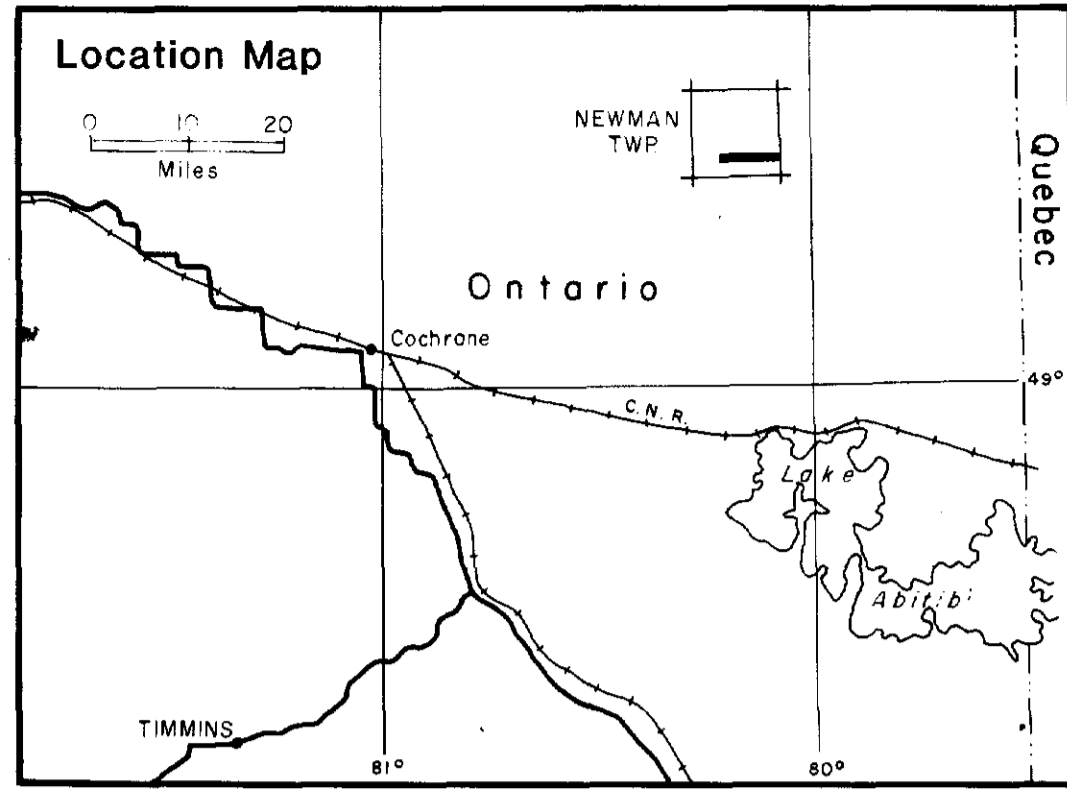 Location Map
0 10 20
Miles
NEWMAN
TWP.
Quebec
Ontario
Cochrane
49°
C.N.R.
Lake
Abitibi
TIMMINS
81°
80°